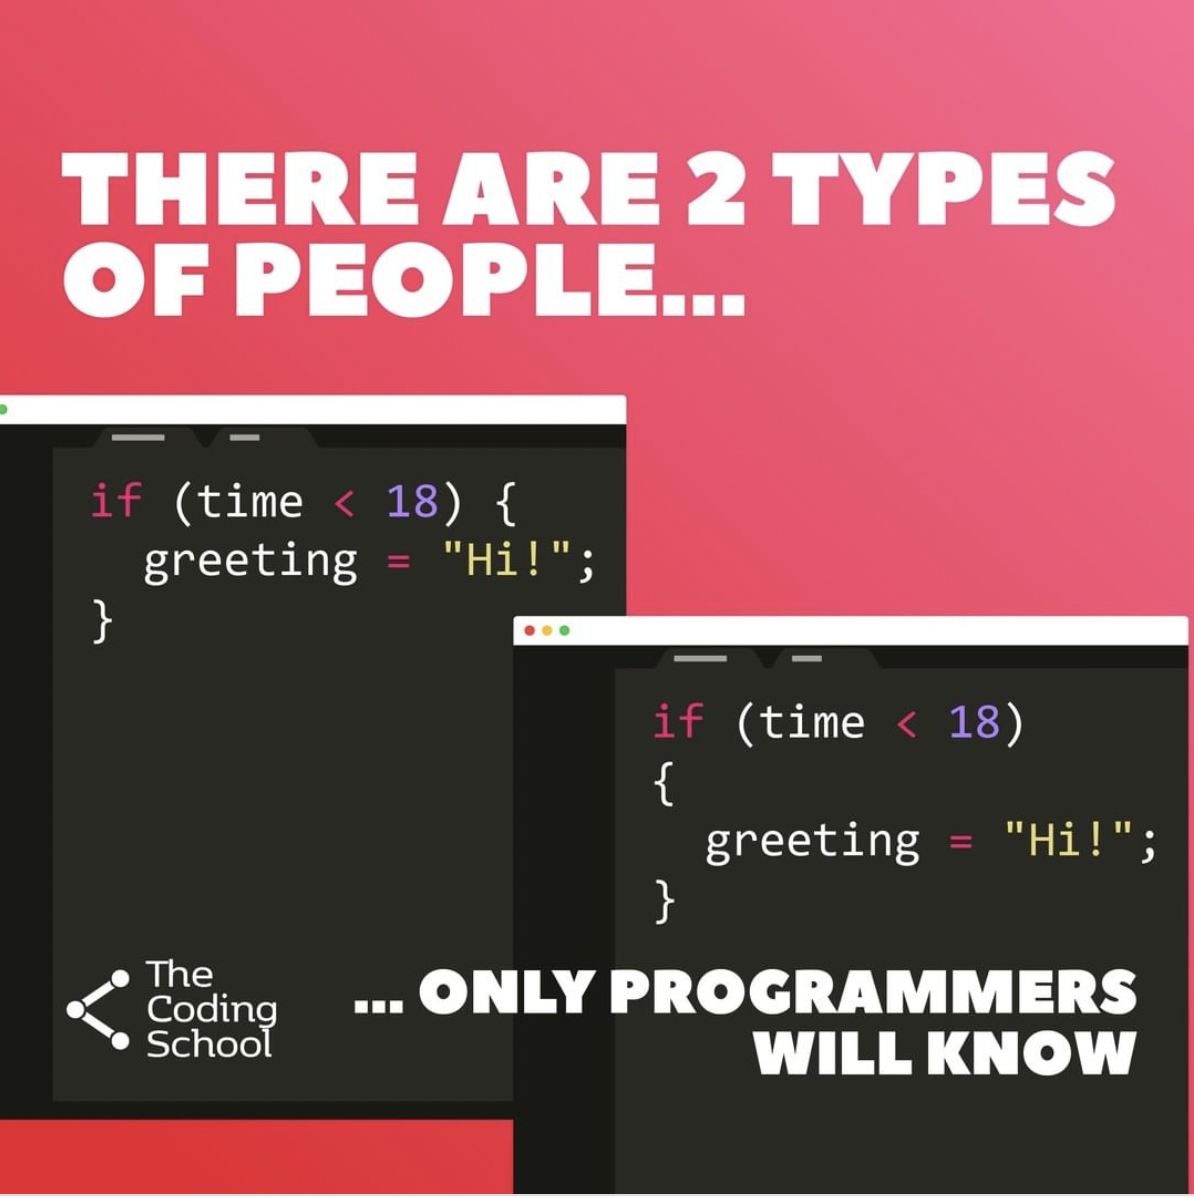 THERE ARE 2 TYPES
OF PEOPLE...
if (time < 18) {
  greeting = "Hi!";
}
if (time < 18)
{
  greeting = "Hi!";
}
The
Coding
School
... ONLY PROGRAMMERS
WILL KNOW